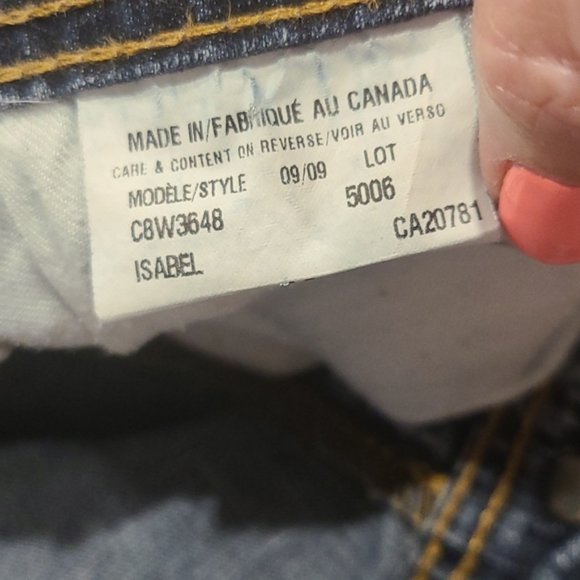 MADE IN/FABRIQUÉ AU CANADA
CARE & CONTENT ON REVERSE/VOIR AU VERSO
MODÈLE/STYLE 09/09 LOT
C8W3648 5006
ISABEL CA20781